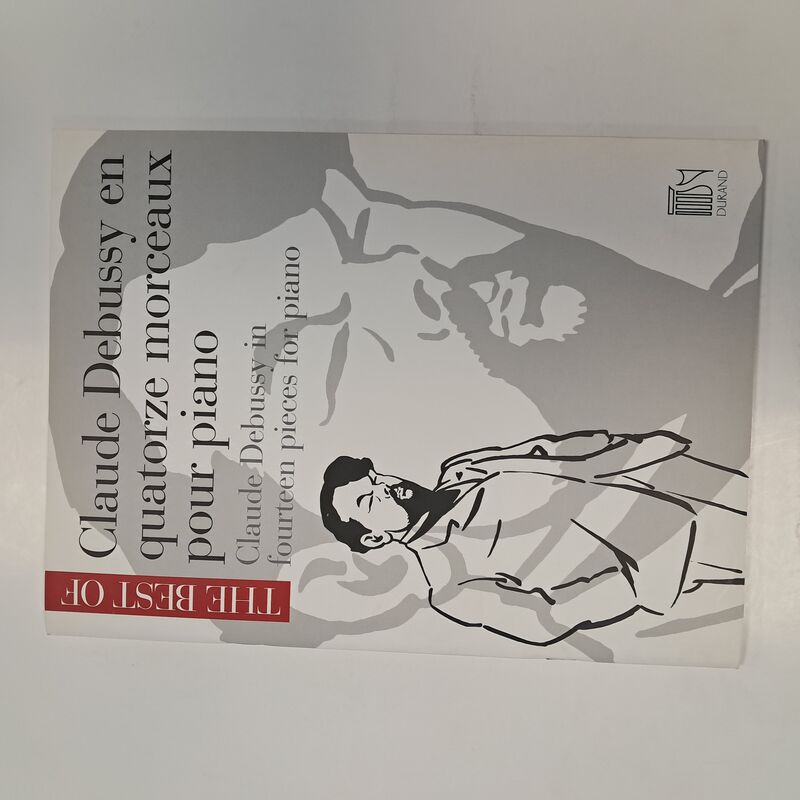 THE BEST OF
Claude Debussy en
quatorze morceaux
pour piano
Claude Debussy in
fourteen pieces for piano
DURAND